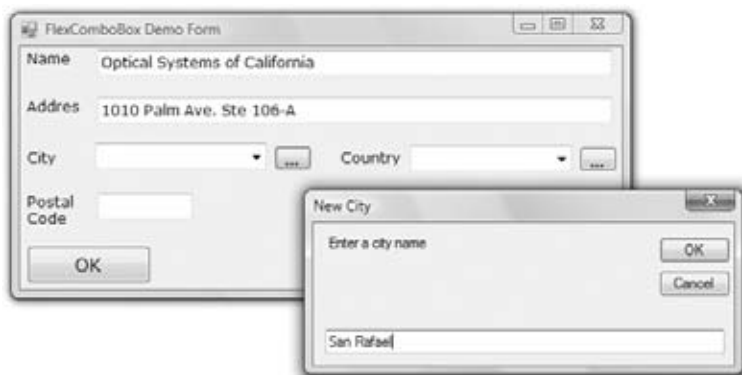 FlexComboBox Demo Form
Name Optical Systems of California
Addres 1010 Palm Ave. Ste 106-A
City ... Country ...
Postal
Code
OK
New City
Enter a city name
OK
Cancel
San Rafael